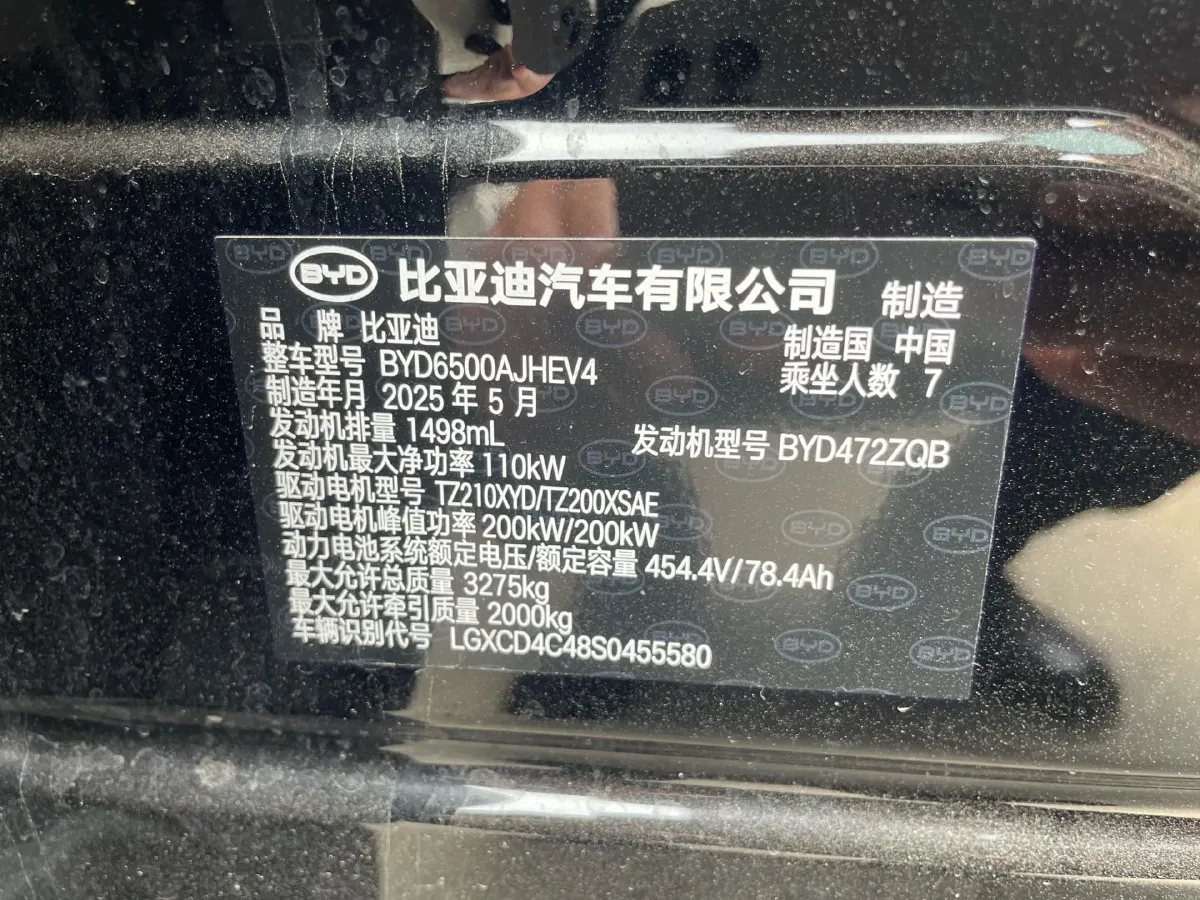 BYD 比亚迪汽车有限公司 制造
品 牌 比亚迪 制造国 中国
整车型号 BYD6500AJHEV4 乘坐人数 7
制造年月 2025 年 5 月
发动机排量 1498mL 发动机型号 BYD472ZQB
发动机最大净功率 110kW
驱动电机型号 TZ210XYD/TZ200XSAE
驱动电机峰值功率 200kW/200kW
动力电池系统额定电压/额定容量 454.4V/78.4Ah
最大允许总质量 3275kg
最大允许牵引质量 2000kg
车辆识别代号 LGXCD4C48S0455580